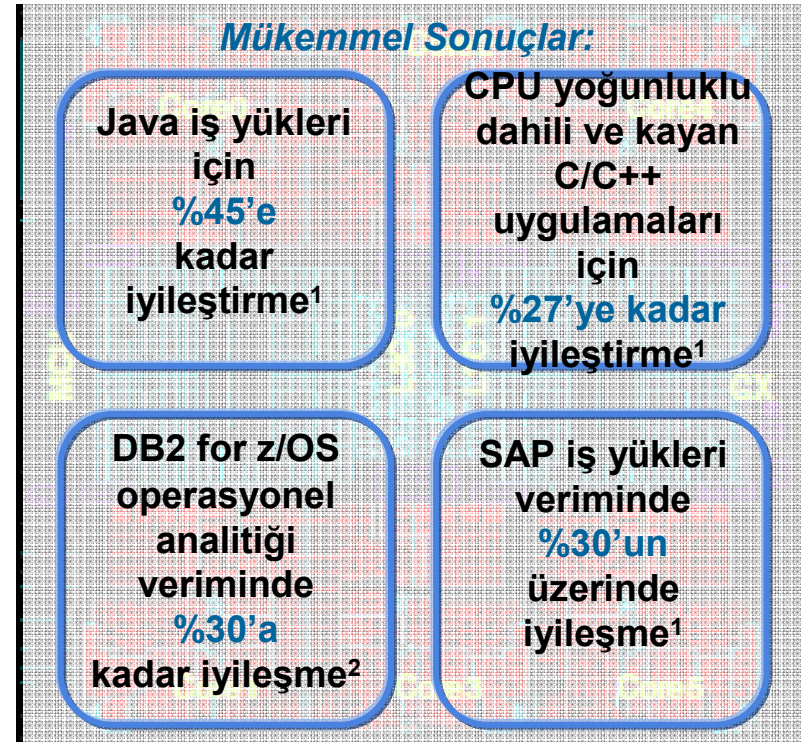 Mükemmel Sonuçlar:
Java iş yükleri
için
%45’e
kadar
iyileştirme¹
CPU yoğunluklu
dahili ve kayan
C/C++
uygulamaları
için
%27’ye kadar
iyileştirme¹
DB2 for z/OS
operasyonel
analitiği
veriminde
%30’a
kadar iyileşme²
SAP iş yükleri
veriminde
%30’un
üzerinde
iyileşme¹